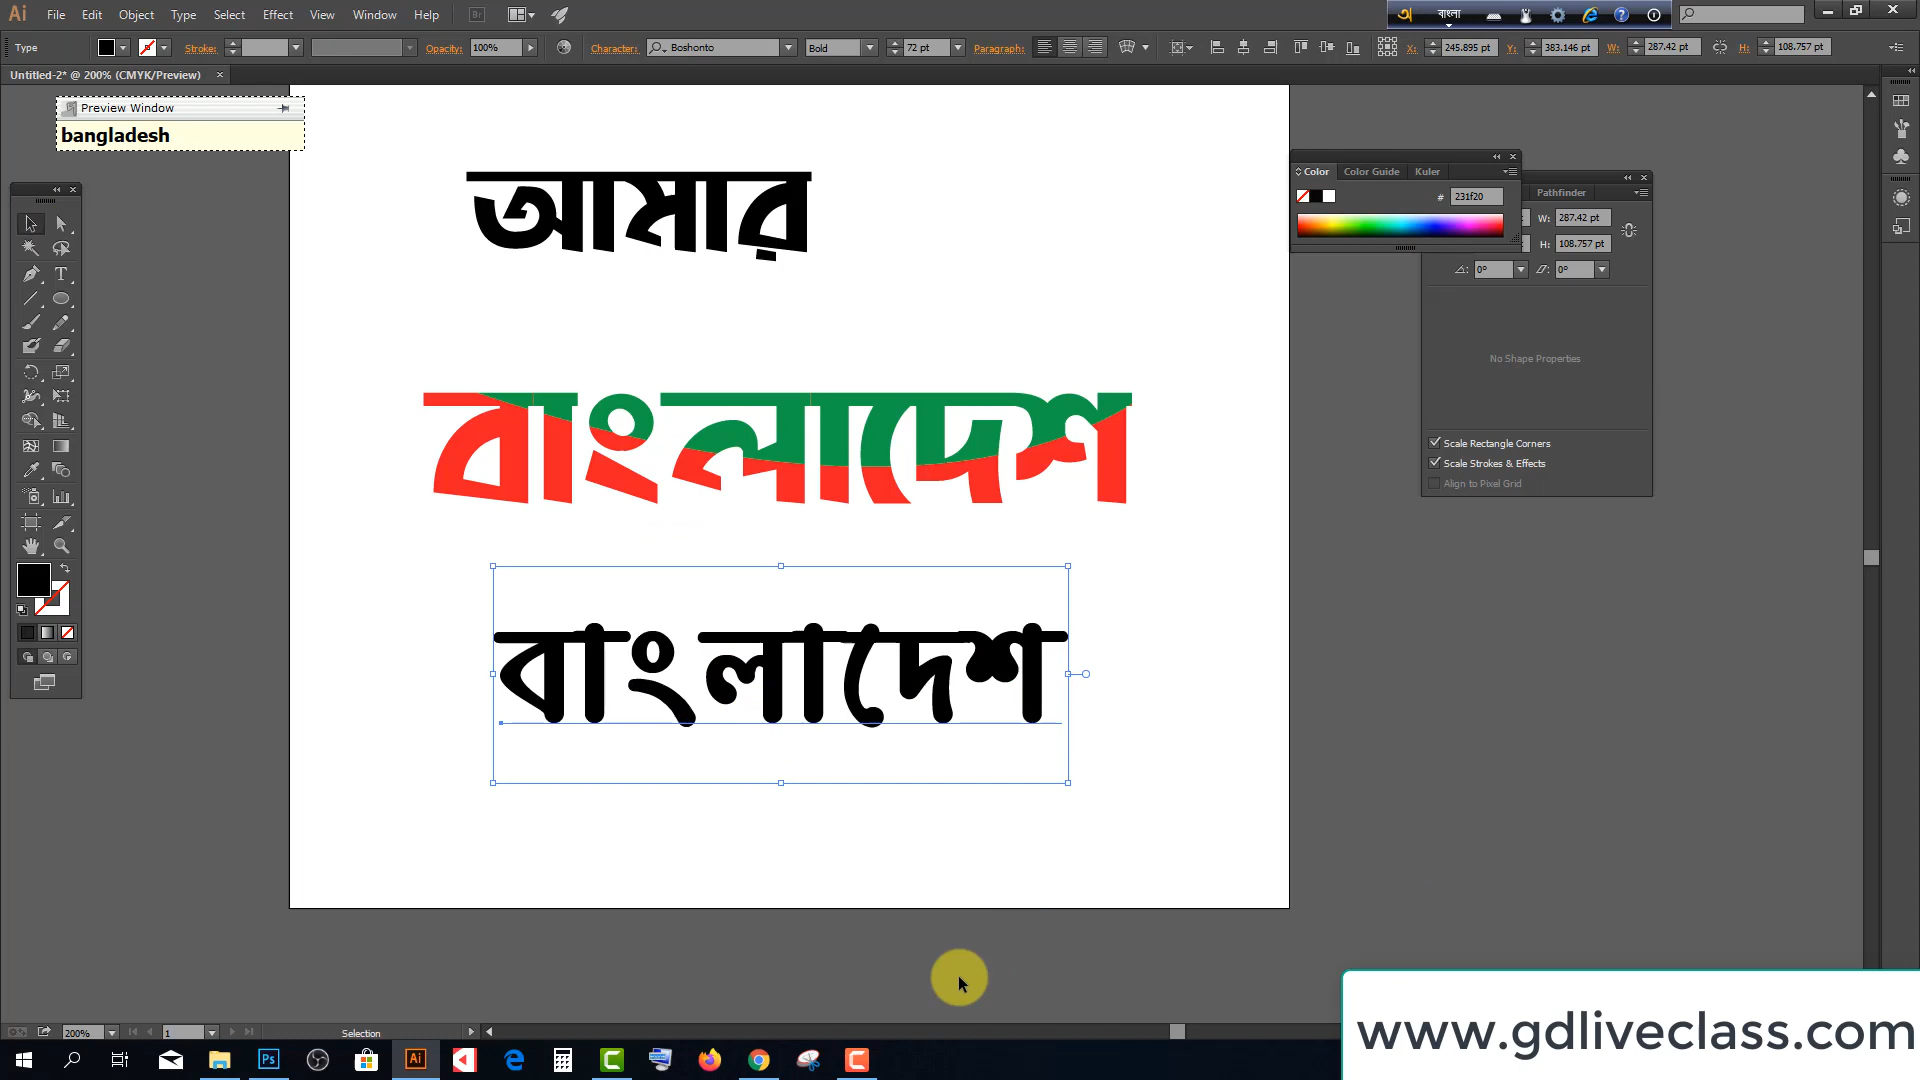 Ai File Edit Object Type Select Effect View Window Help Br বাংলা
Type Stroke: Opacity: 100% Character: Boshonto Bold 72 pt Paragraph: X: 245.895 pt Y: 383.146 pt W: 287.42 pt H: 108.757 pt
Untitled-2* @ 200% (CMYK/Preview)
Preview Window
bangladesh
আমার
Color Color Guide Kuler
# 231f20
Pathfinder
W: 287.42 pt
H: 108.757 pt
0° 0°
No Shape Properties
Scale Rectangle Corners
Scale Strokes & Effects
Align to Pixel Grid
বাংলাদেশ
বাংলাদেশ
200% 1 Selection
www.gdliveclass.com
Ps Ai